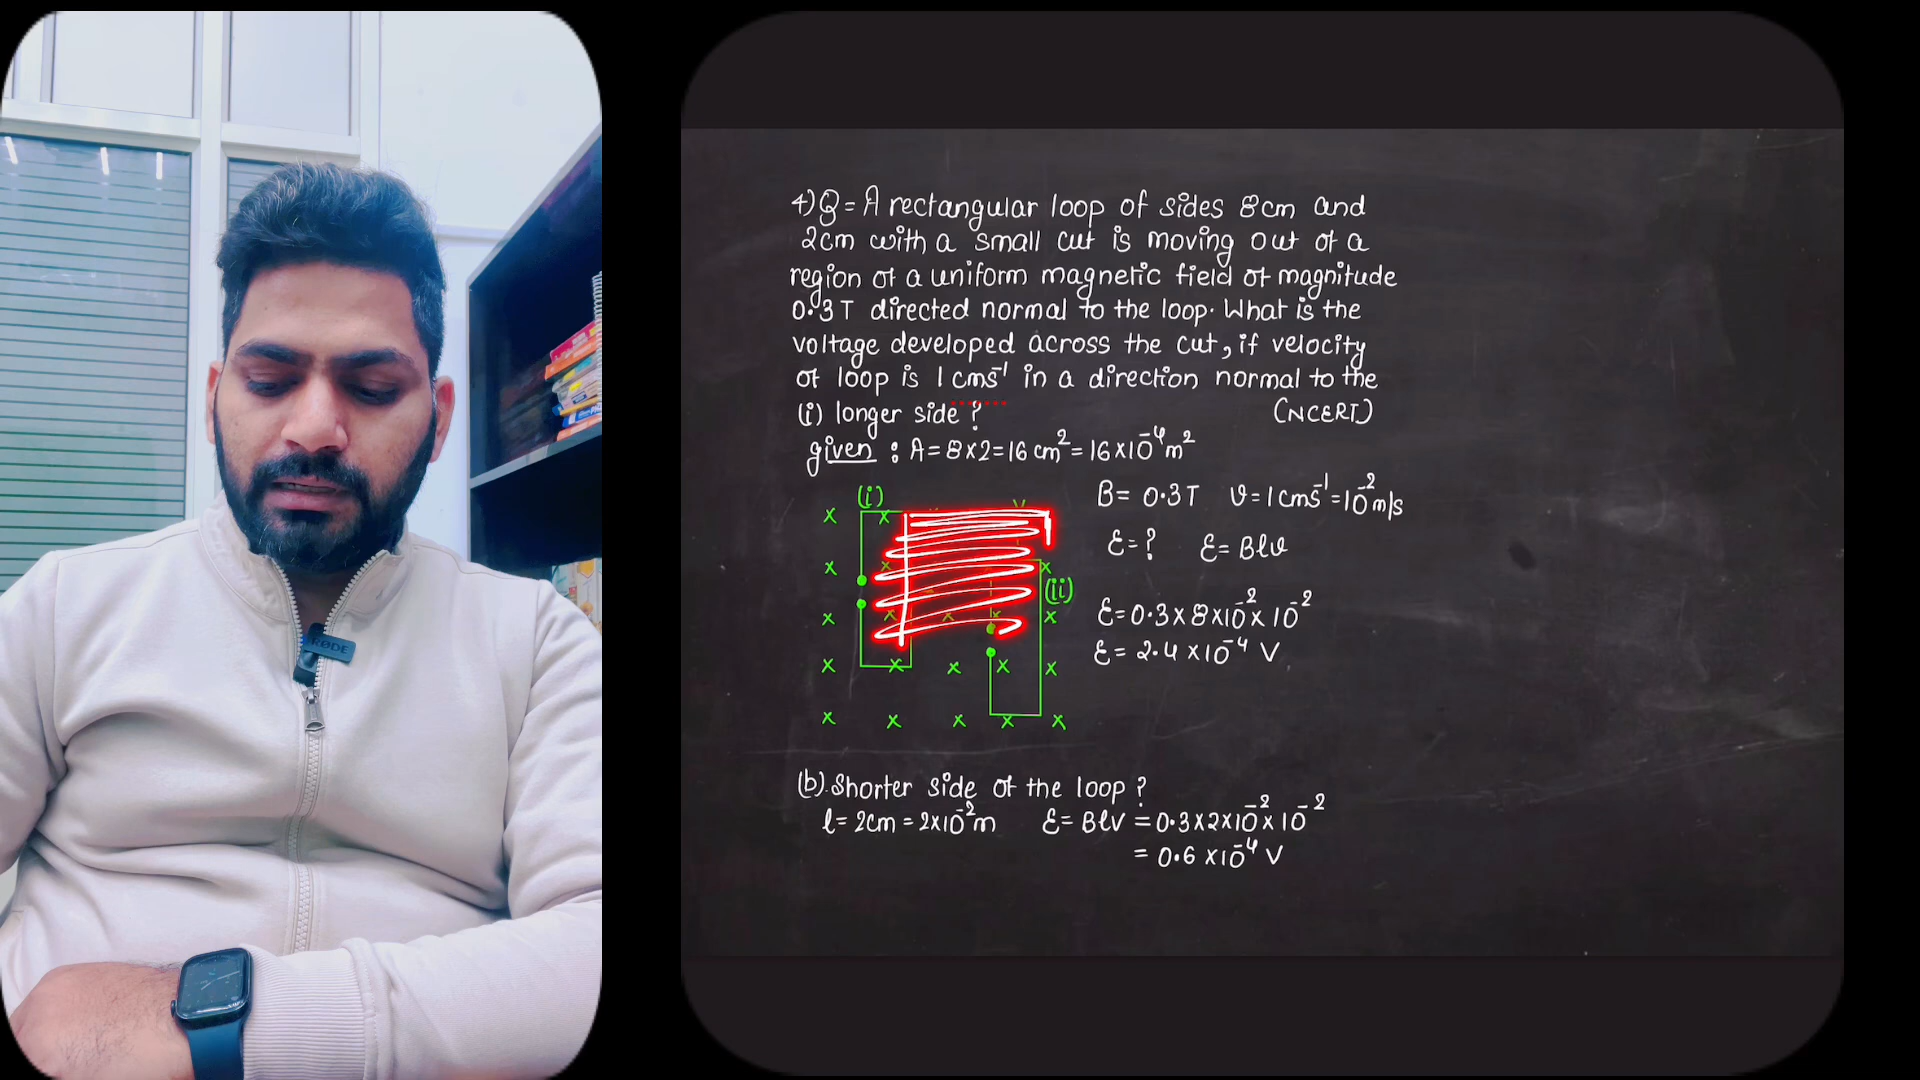 4) Q = A rectangular loop of sides 8cm and
2cm with a small cut is moving out of a
region of a uniform magnetic field of magnitude
0.3T directed normal to the loop. What is the
voltage developed across the cut, if velocity
of loop is 1 cms⁻¹ in a direction normal to the
(i) longer side ? (NCERT)
given : A = 8×2 = 16 cm² = 16×10⁻⁴ m²
B = 0.3T v = 1 cms⁻¹ = 10⁻² m/s
ε = ? ε = Blv
ε = 0.3 × 8×10⁻² × 10⁻²
ε = 2.4 × 10⁻⁴ V
(i)
(ii)
(b). Shorter side of the loop ?
l = 2cm = 2×10⁻² m ε = Blv = 0.3×2×10⁻² × 10⁻²
= 0.6 ×10⁻⁴ V
RØDE